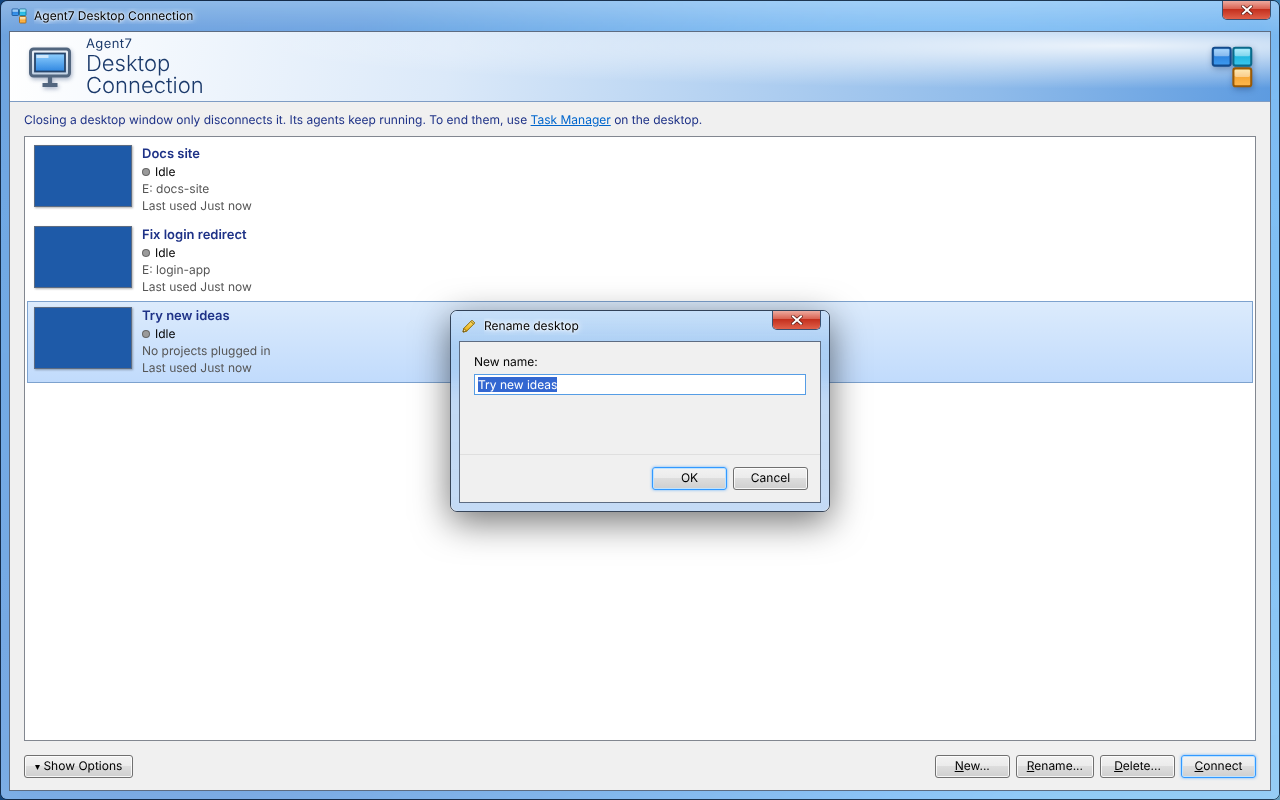 Agent7 Desktop Connection
Agent7
Desktop
Connection
Closing a desktop window only disconnects it. Its agents keep running. To end them, use Task Manager on the desktop.
Docs site
Idle
E: docs-site
Last used Just now
Fix login redirect
Idle
E: login-app
Last used Just now
Try new ideas
Idle
No projects plugged in
Last used Just now
Rename desktop
New name:
Try new ideas
OK Cancel
Show Options New... Rename... Delete... Connect